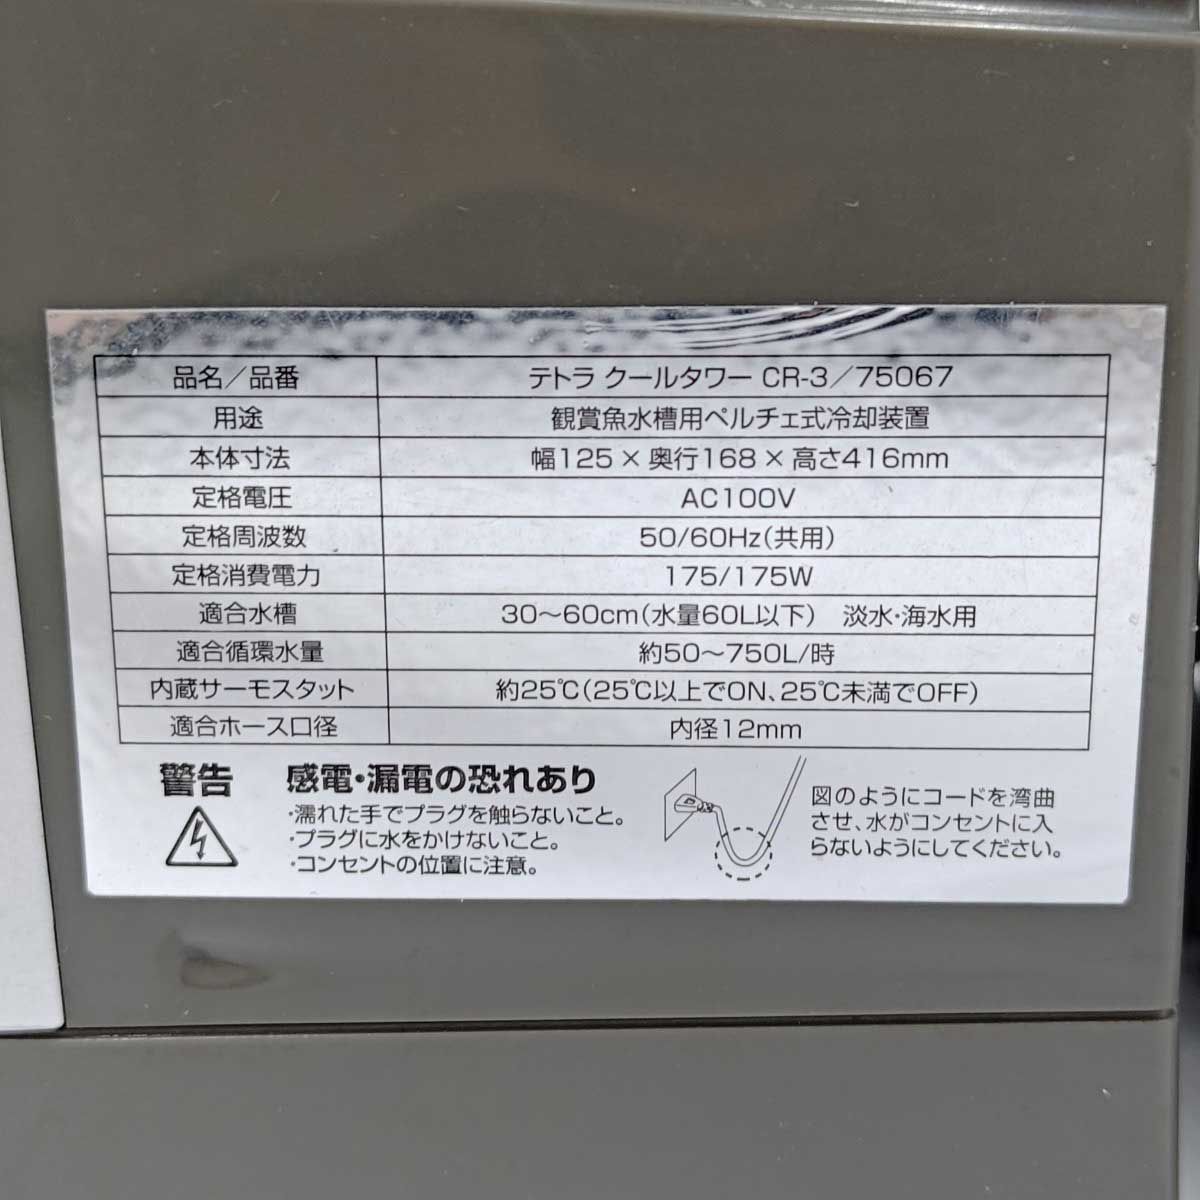 品名／品番 テトラ クールタワー CR-3／75067
用途 観賞魚水槽用ペルチェ式冷却装置
本体寸法 幅125×奥行168×高さ416mm
定格電圧 AC100V
定格周波数 50/60Hz(共用)
定格消費電力 175/175W
適合水槽 30〜60cm(水量60L以下) 淡水・海水用
適合循環水量 約50〜750L/時
内蔵サーモスタット 約25℃(25℃以上でON、25℃未満でOFF)
適合ホース口径 内径12mm
警告 感電・漏電の恐れあり
・濡れた手でプラグを触らないこと。
・プラグに水をかけないこと。
・コンセントの位置に注意。
図のようにコードを湾曲
させ、水がコンセントに入
らないようにしてください。